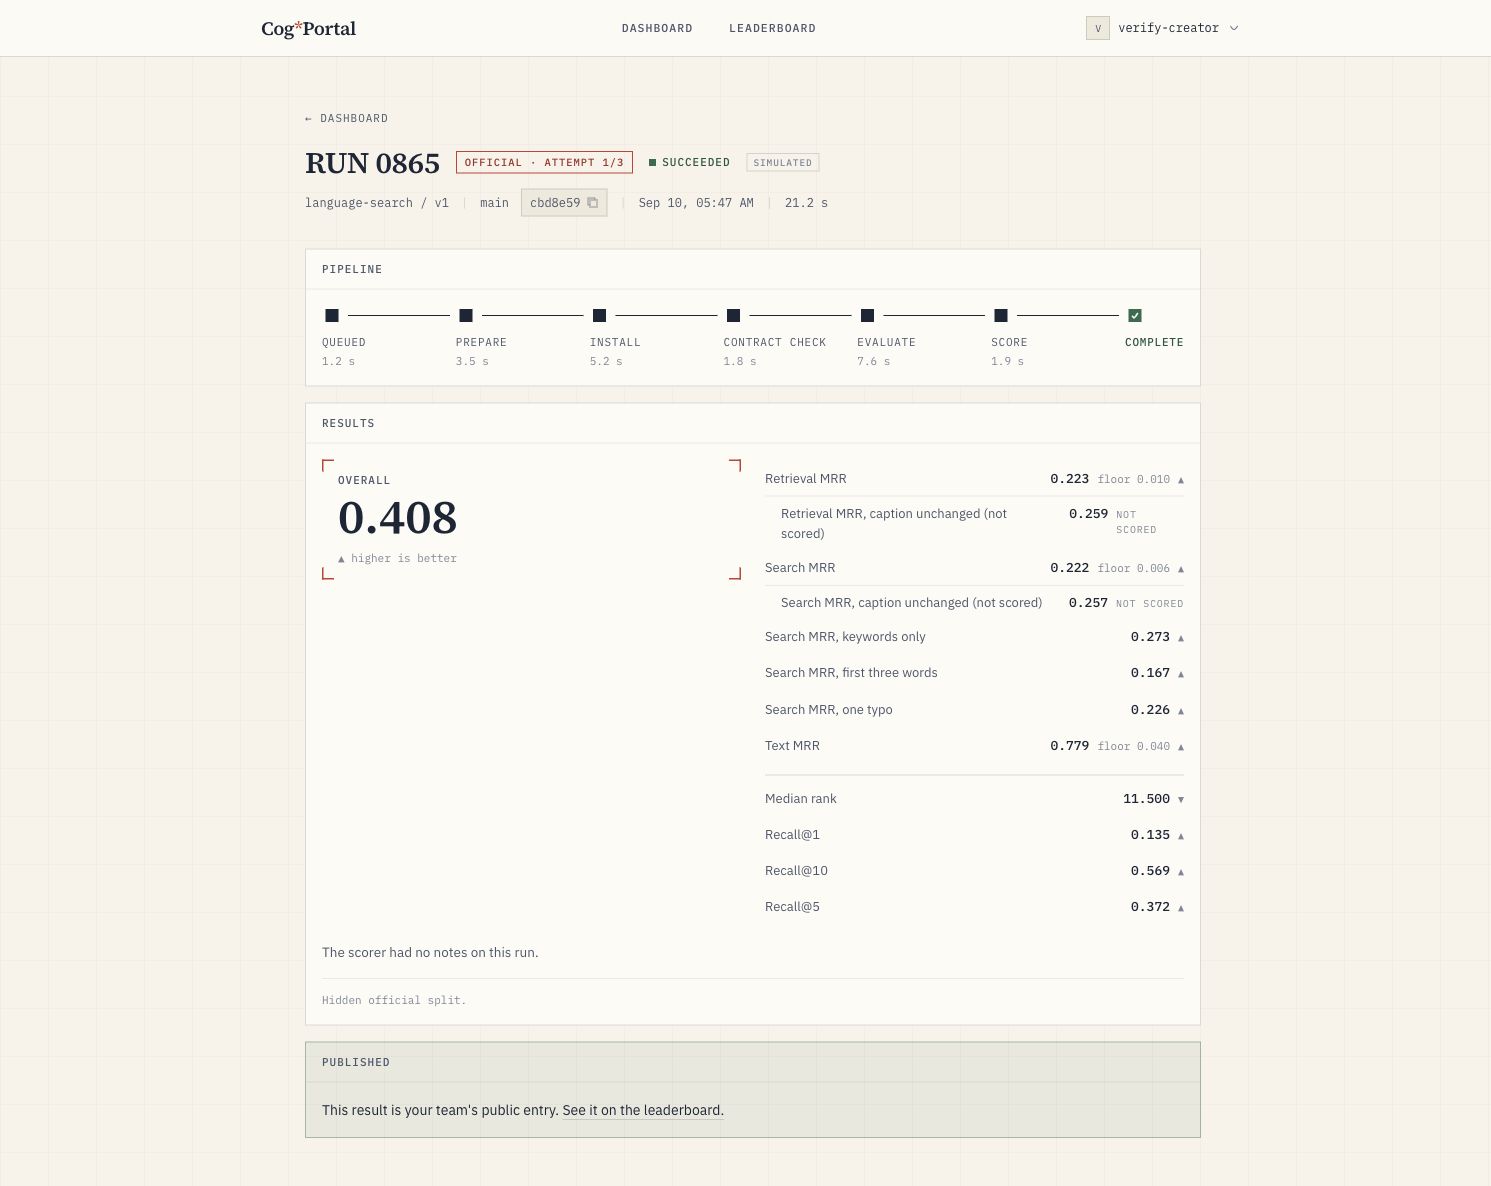 Cog*Portal
DASHBOARD
LEADERBOARD
V
verify-creator
← DASHBOARD
RUN 0865
OFFICIAL · ATTEMPT 1/3
SUCCEEDED
SIMULATED
language-search / v1
main
cbd8e59
Sep 10, 05:47 AM
21.2 s
PIPELINE
QUEUED
1.2 s
PREPARE
3.5 s
INSTALL
5.2 s
CONTRACT CHECK
1.8 s
EVALUATE
7.6 s
SCORE
1.9 s
COMPLETE
RESULTS
OVERALL
0.408
▲ higher is better
Retrieval MRR 0.223 floor 0.010 ▲
Retrieval MRR, caption unchanged (not
scored)
0.259 NOT
SCORED
Search MRR 0.222 floor 0.006 ▲
Search MRR, caption unchanged (not scored) 0.257 NOT SCORED
Search MRR, keywords only 0.273 ▲
Search MRR, first three words 0.167 ▲
Search MRR, one typo 0.226 ▲
Text MRR 0.779 floor 0.040 ▲
Median rank 11.500 ▼
Recall@1 0.135 ▲
Recall@10 0.569 ▲
Recall@5 0.372 ▲
The scorer had no notes on this run.
Hidden official split.
PUBLISHED
This result is your team's public entry. See it on the leaderboard.